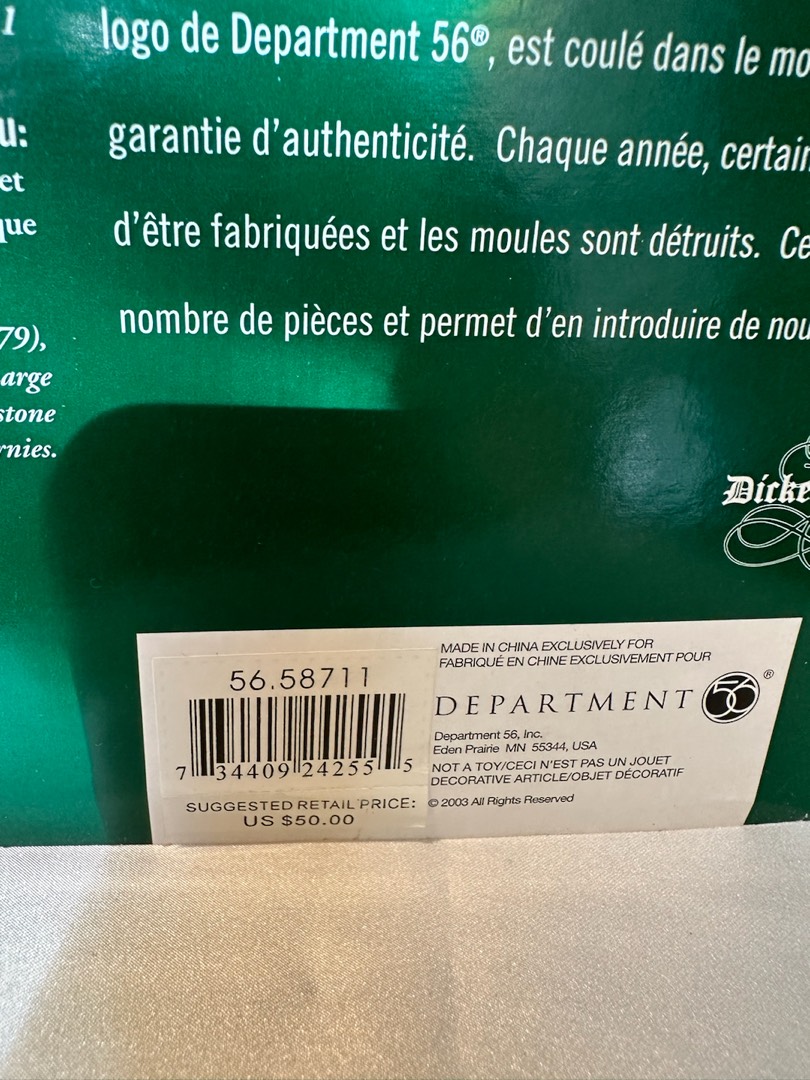 1
logo de Department 56®, est coulé dans le
u:
garantie d'authenticité. Chaque année,
et
que
d'être fabriquées et les moules sont détruits.
nombre de pièces et permet d'en introduire de
79),
arge
stone
rnies.
56.58711
7 34409 24255 5
SUGGESTED RETAIL PRICE:
US $50.00
MADE IN CHINA EXCLUSIVELY FOR
FABRIQUÉ EN CHINE EXCLUSIVEMENT POUR
DEPARTMENT 56®
Department 56, Inc.
Eden Prairie MN 55344, USA
NOT A TOY/CECI N'EST PAS UN JOUET
DECORATIVE ARTICLE/OBJET DÉCORATIF
© 2003 All Rights Reserved